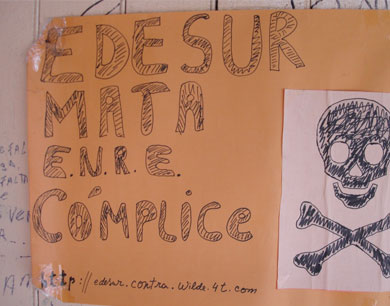 EDESUR
MATA
E.N.R.E.
CÓMPLICE
http://edesur.contra.wilde.4t.com